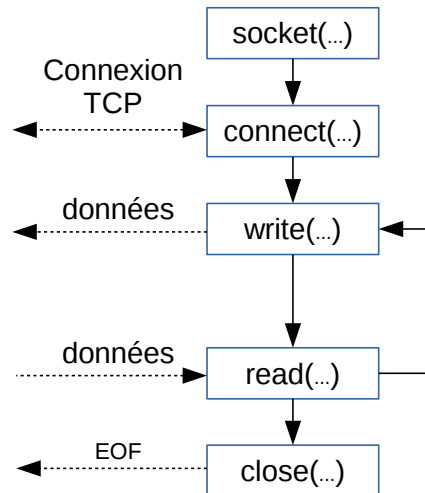 socket(...)
Connexion
TCP
connect(...)
données
write(...)
données
read(...)
EOF
close(...)